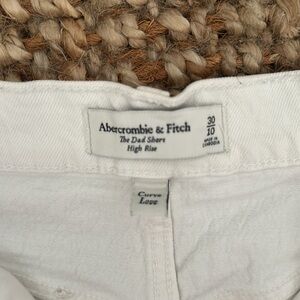 Abercrombie & Fitch
The Dad Short
High Rise
30
10
MADE IN
CAMBODIA
Curve
Love